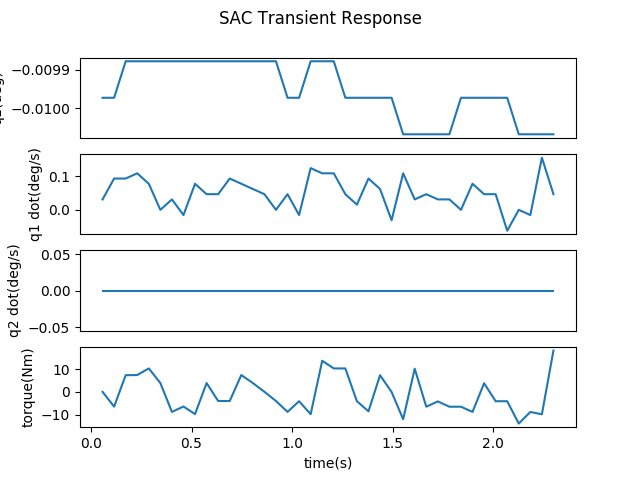 SAC Transient Response
−0.0099
−0.0100
q1 dot(deg/s)
0.1
0.0
q2 dot(deg/s)
0.05
0.00
−0.05
torque(Nm)
10
0
−10
0.0 0.5 1.0 1.5 2.0
time(s)